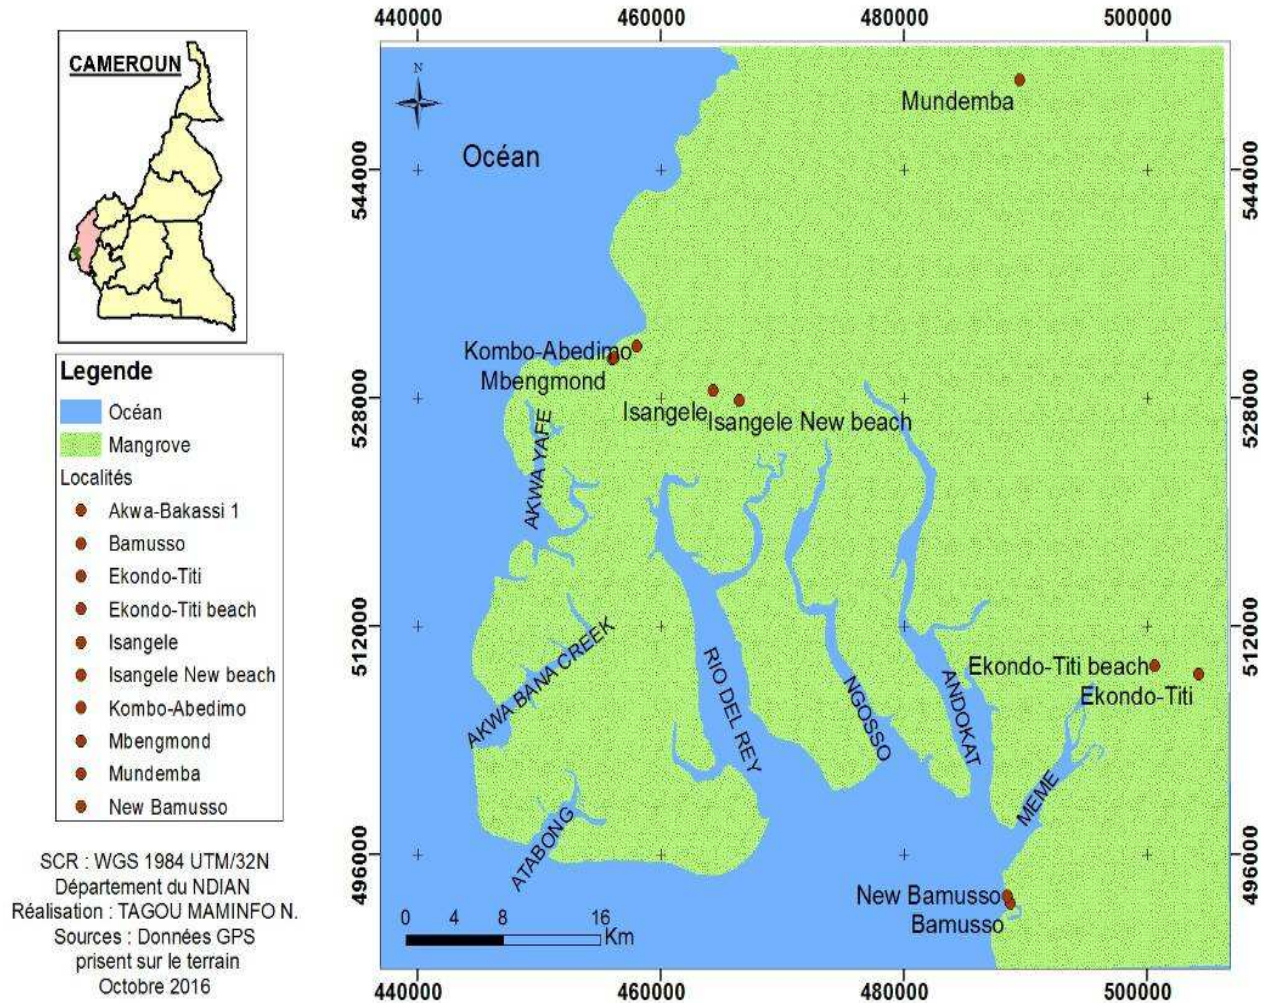 440000 460000 480000 500000
CAMEROUN
N
Mundemba
Océan
544000 544000
Kombo-Abedimo
Mbengmond
Isangele
Isangele New beach
528000 528000
AKWA YAFE
Legende
Océan
Mangrove
Localités
Akwa-Bakassi 1
Bamusso
Ekondo-Titi
Ekondo-Titi beach
Isangele
Isangele New beach
Kombo-Abedimo
Mbengmond
Mundemba
New Bamusso
512000 512000
AKWA BANA CREEK
RIO DEL REY
NGOSSO
ANDOKAT
Ekondo-Titi beach
Ekondo-Titi
MEME
ATABONG
496000 496000
New Bamusso
Bamusso
0 4 8 16
Km
SCR : WGS 1984 UTM/32N
Département du NDIAN
Réalisation : TAGOU MAMINFO N.
Sources : Données GPS
prisent sur le terrain
Octobre 2016
440000 460000 480000 500000